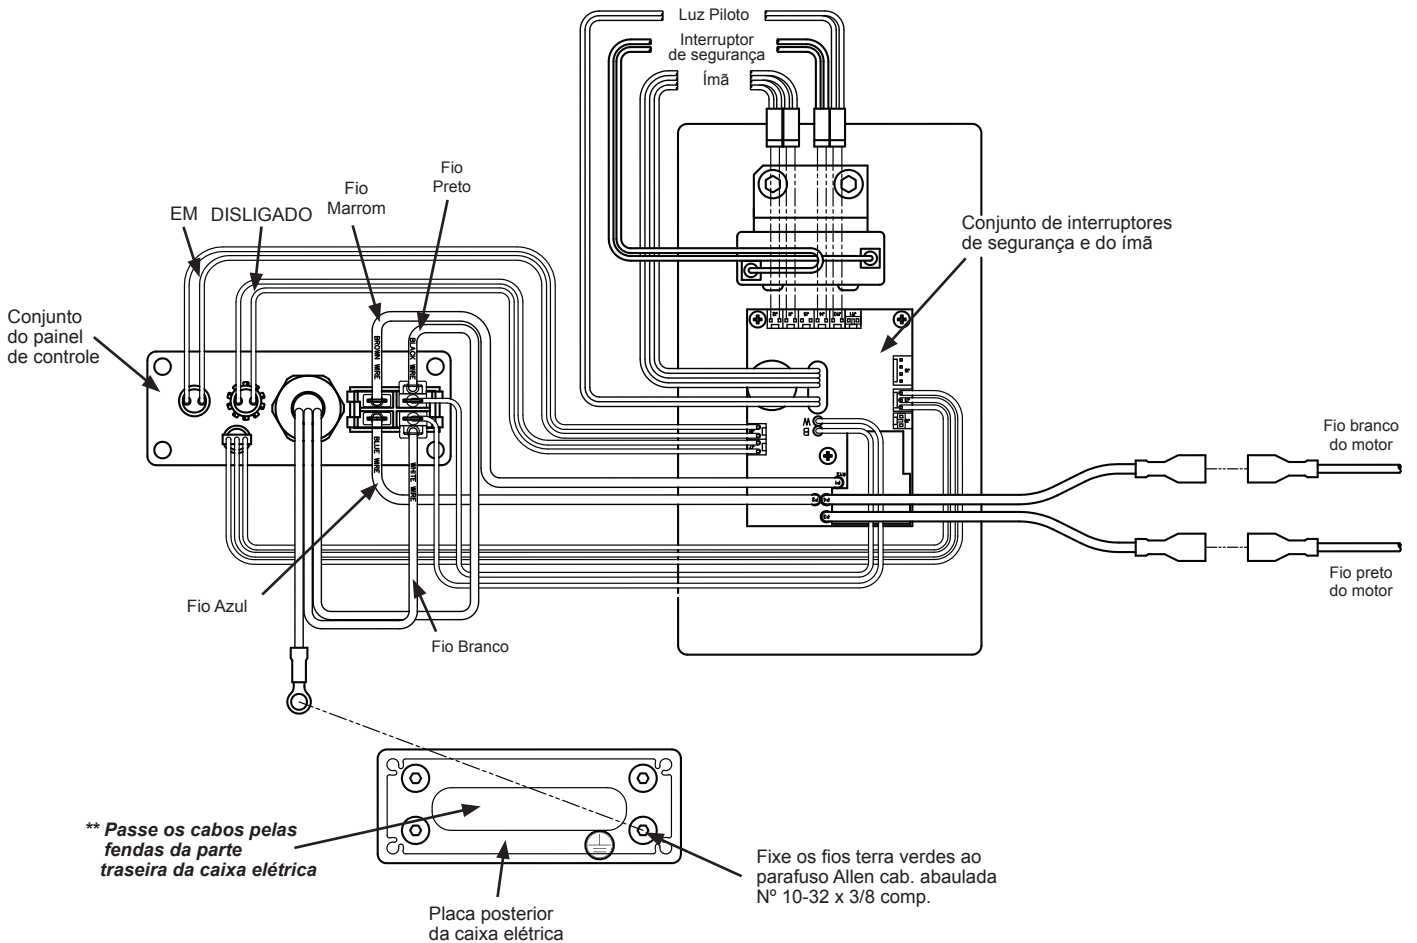 Luz Piloto
Interruptor
de segurança
Ímã
Fio
Preto
Fio
Marrom
EM
DISLIGADO
Conjunto de interruptores
de segurança e do ímã
Conjunto
do painel
de controle
BROWN WIRE
BLACK WIRE
BLUE WIRE
WHITE WIRE
W
B
P1
P2
P4
P3
Fio branco
do motor
Fio preto
do motor
Fio Azul
Fio Branco
** Passe os cabos pelas
fendas da parte
traseira da caixa elétrica
Placa posterior
da caixa elétrica
Fixe os fios terra verdes ao
parafuso Allen cab. abaulada
Nº 10-32 x 3/8 comp.